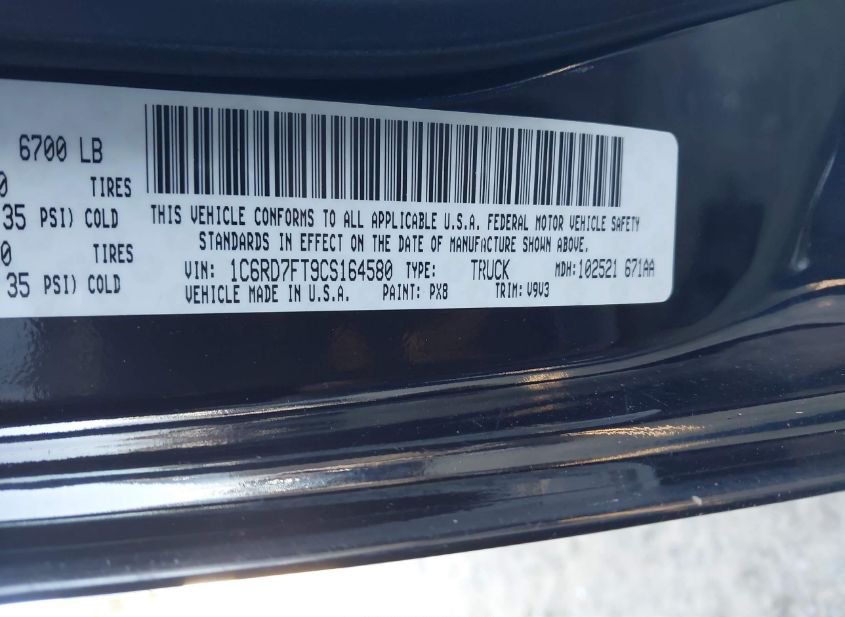 6700 LB
0 TIRES
35 PSI) COLD
0 TIRES
35 PSI) COLD
THIS VEHICLE CONFORMS TO ALL APPLICABLE U.S.A. FEDERAL MOTOR VEHICLE SAFETY
STANDARDS IN EFFECT ON THE DATE OF MANUFACTURE SHOWN ABOVE.
VIN: 1C6RD7FT9CS164580 TYPE: TRUCK MDH:102521 671AA
VEHICLE MADE IN U.S.A. PAINT: PX8 TRIM: V9V3